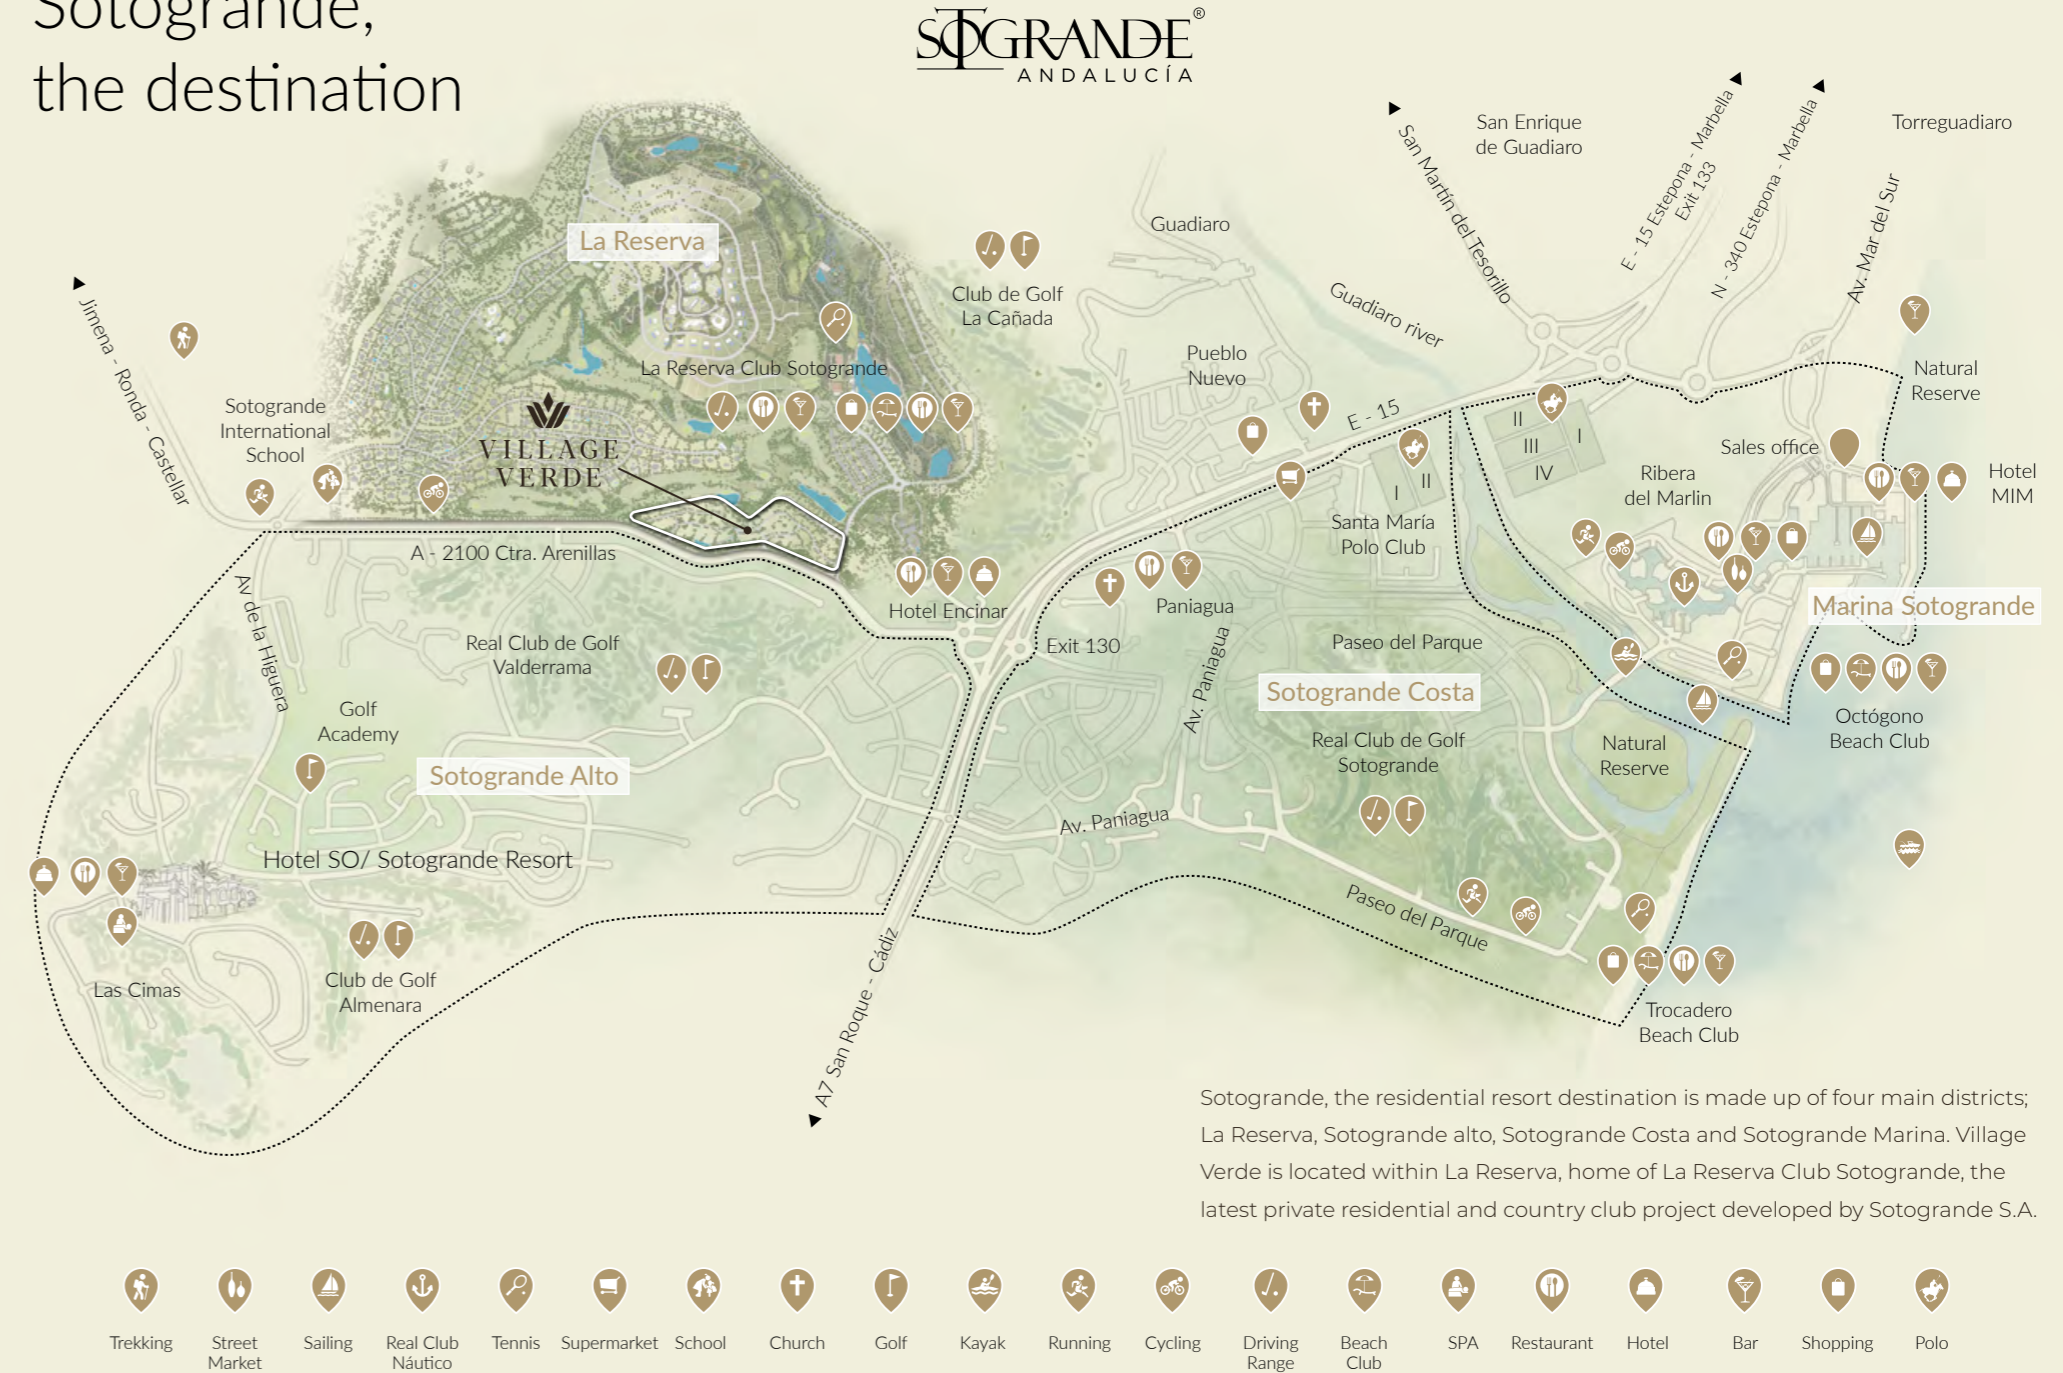 Sotogrande,
the destination
SOTOGRANDE®
ANDALUCÍA
San Martín del Tesorillo
San Enrique
de Guadiaro
E - 15 Estepona - Marbella
Exit 133
N - 340 Estepona - Marbella
Torreguadiaro
Av. Mar del Sur
La Reserva
Guadiaro
Club de Golf
La Cañada
Guadiaro river
Jimena - Ronda - Castellar
La Reserva Club Sotogrande
Pueblo
Nuevo
Natural
Reserve
Sotogrande
International
School
VILLAGE
VERDE
E - 15
II
III
I
IV
I
II
Sales office
Ribera
del Marlin
Hotel
MIM
Santa María
Polo Club
A - 2100 Ctra. Arenillas
Av de la Higuera
Hotel Encinar
Paniagua
Marina Sotogrande
Real Club de Golf
Valderrama
Exit 130
Av. Paniagua
Paseo del Parque
Sotogrande Costa
Golf
Academy
Real Club de Golf
Sotogrande
Natural
Reserve
Octógono
Beach Club
Sotogrande Alto
Av. Paniagua
Hotel SO/ Sotogrande Resort
Paseo del Parque
Las Cimas
Club de Golf
Almenara
A7 San Roque - Cádiz
Trocadero
Beach Club
Sotogrande, the residential resort destination is made up of four main districts;
La Reserva, Sotogrande alto, Sotogrande Costa and Sotogrande Marina. Village
Verde is located within La Reserva, home of La Reserva Club Sotogrande, the
latest private residential and country club project developed by Sotogrande S.A.
Trekking
Street
Market
Sailing
Real Club
Náutico
Tennis
Supermarket
School
Church
Golf
Kayak
Running
Cycling
Driving
Range
Beach
Club
SPA
Restaurant
Hotel
Bar
Shopping
Polo